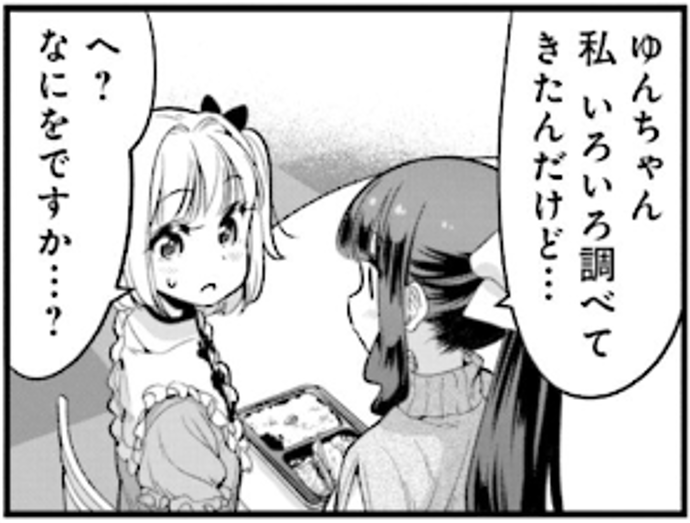 ゆんちゃん
私 いろいろ調べて
きたんだけど…
へ？
なにをですか…？